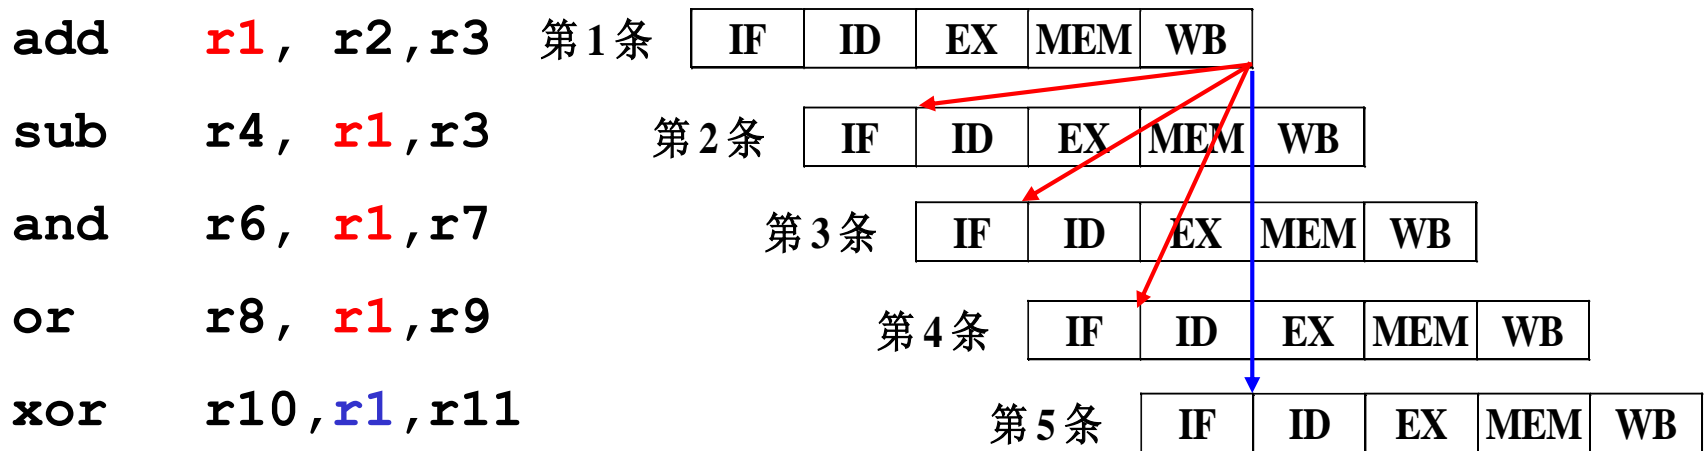 add r1, r2,r3 第1条 IF ID EX MEM WB
sub r4, r1,r3 第2条 IF ID EX MEM WB
and r6, r1,r7 第3条 IF ID EX MEM WB
or r8, r1,r9 第4条 IF ID EX MEM WB
xor r10,r1,r11 第5条 IF ID EX MEM WB